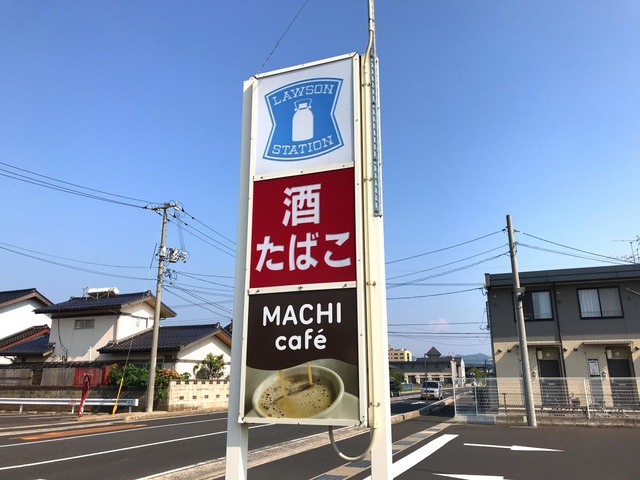 LAWSON
STATION
酒
たばこ
MACHI
café